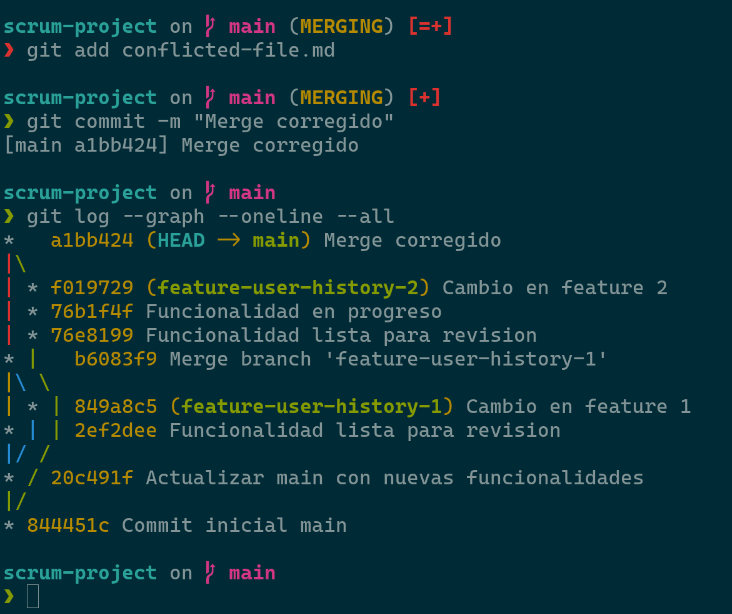 scrum-project on main (MERGING) [=+]
❯ git add conflicted-file.md
scrum-project on main (MERGING) [+]
❯ git commit -m "Merge corregido"
[main a1bb424] Merge corregido
scrum-project on main
❯ git log --graph --oneline --all
*   a1bb424 (HEAD -> main) Merge corregido
|\
| * f019729 (feature-user-history-2) Cambio en feature 2
| * 76b1f4f Funcionalidad en progreso
| * 76e8199 Funcionalidad lista para revision
* |   b6083f9 Merge branch 'feature-user-history-1'
|\ \
| * | 849a8c5 (feature-user-history-1) Cambio en feature 1
* | | 2ef2dee Funcionalidad lista para revision
|/ /
* / 20c491f Actualizar main con nuevas funcionalidades
|/
* 844451c Commit inicial main
scrum-project on main
❯